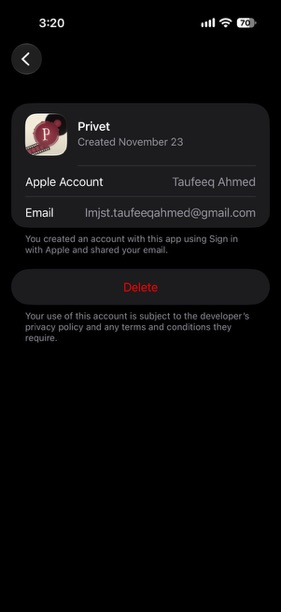 3:20
70
P
Privet
Created November 23
Apple Account Taufeeq Ahmed
Email Imjst.taufeeqahmed@gmail.com
You created an account with this app using Sign in
with Apple and shared your email.
Delete
Your use of this account is subject to the developer's
privacy policy and any terms and conditions they
require.